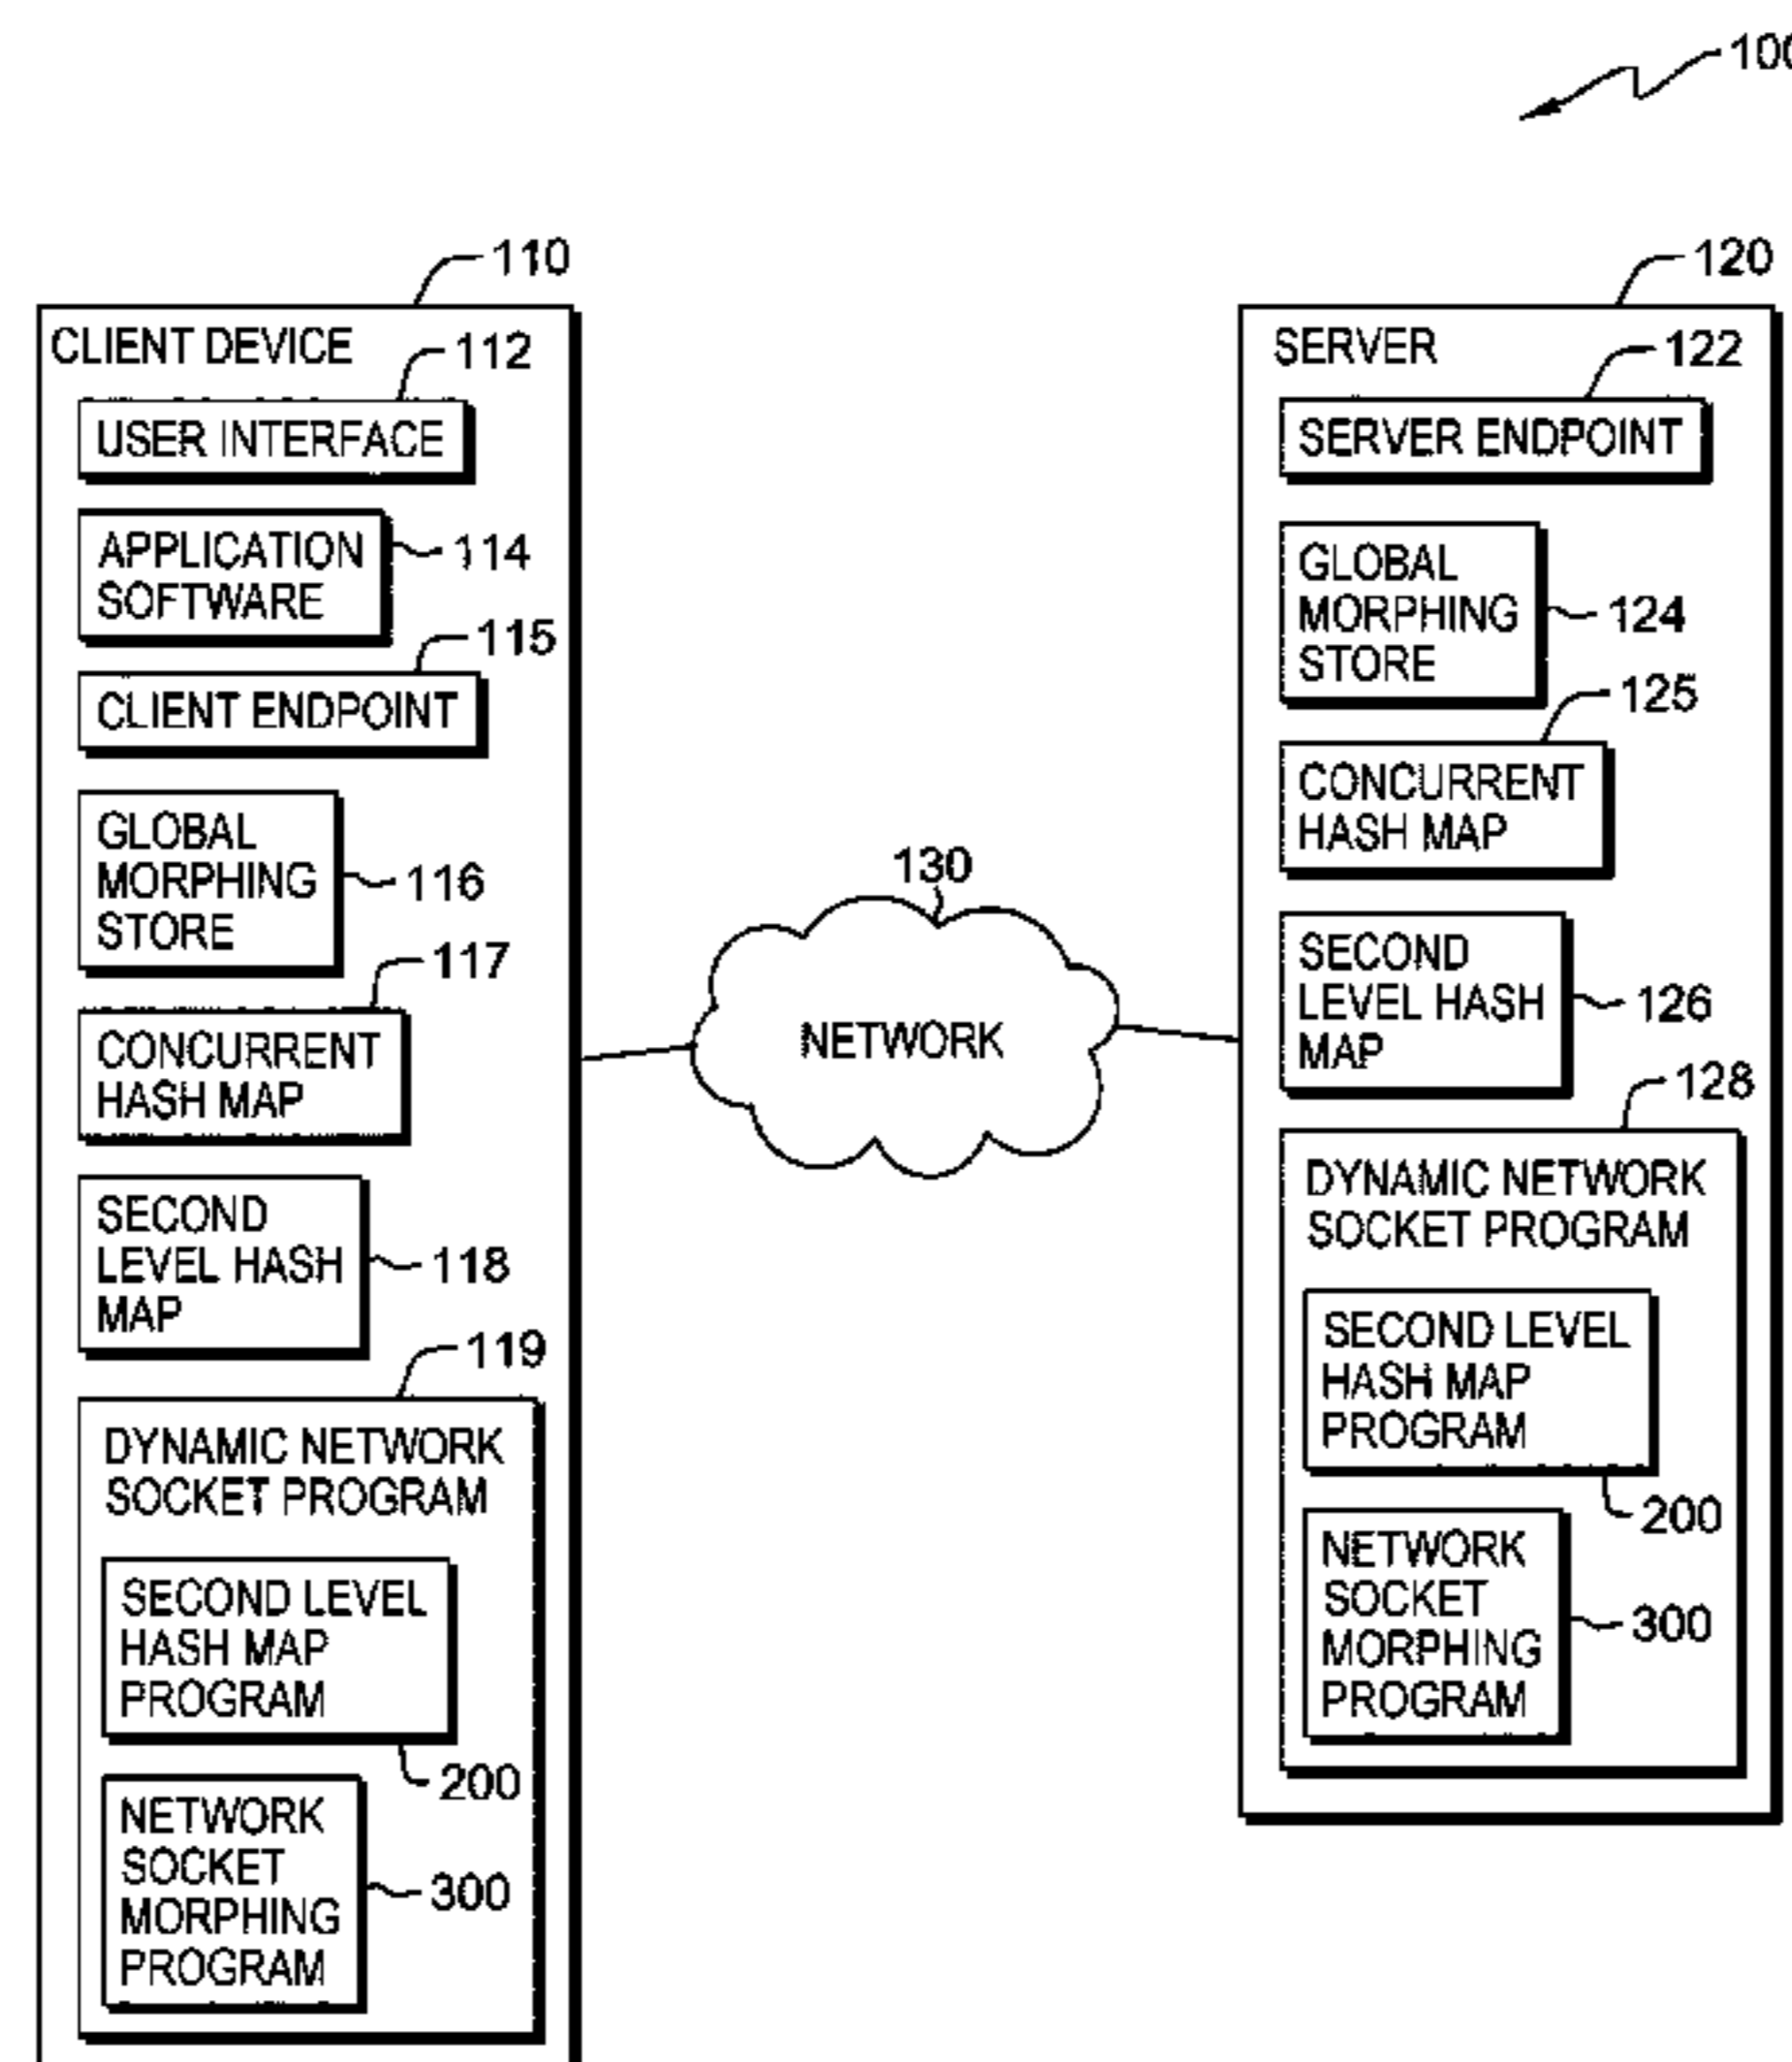 100
110
CLIENT DEVICE
112
USER INTERFACE
APPLICATION
SOFTWARE
114
115
CLIENT ENDPOINT
GLOBAL
MORPHING
STORE
116
117
CONCURRENT
HASH MAP
SECOND
LEVEL HASH
MAP
118
119
DYNAMIC NETWORK
SOCKET PROGRAM
SECOND LEVEL
HASH MAP
PROGRAM
200
NETWORK
SOCKET
MORPHING
PROGRAM
300
130
NETWORK
120
SERVER
122
SERVER ENDPOINT
GLOBAL
MORPHING
STORE
124
125
CONCURRENT
HASH MAP
SECOND
LEVEL HASH
MAP
126
128
DYNAMIC NETWORK
SOCKET PROGRAM
SECOND LEVEL
HASH MAP
PROGRAM
200
NETWORK
SOCKET
MORPHING
PROGRAM
300